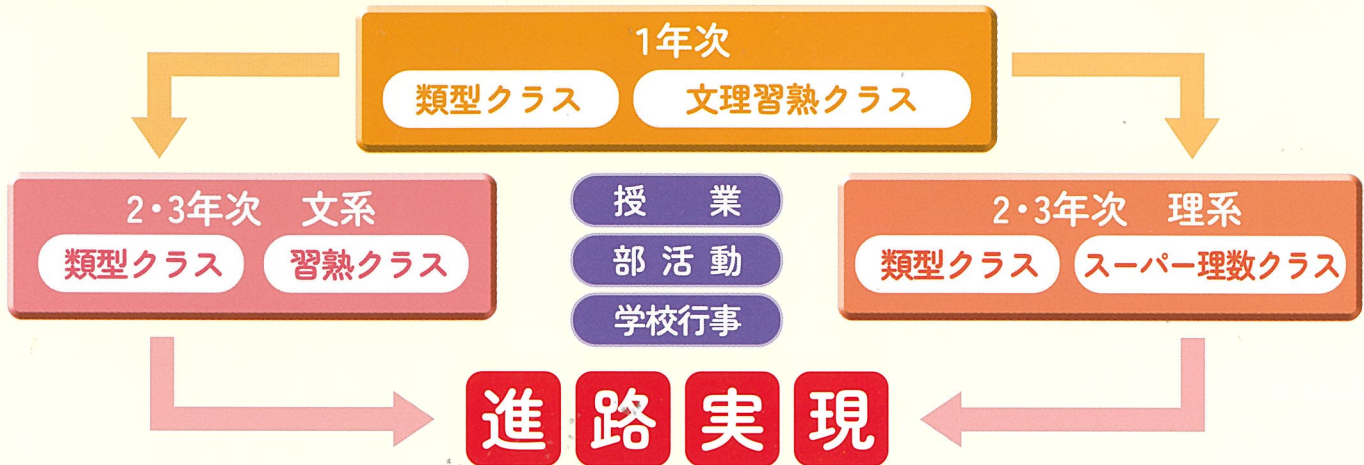 1年次
類型クラス 文理習熟クラス
2・3年次 文系
類型クラス 習熟クラス
授業
部活動
学校行事
2・3年次 理系
類型クラス スーパー理数クラス
進路実現